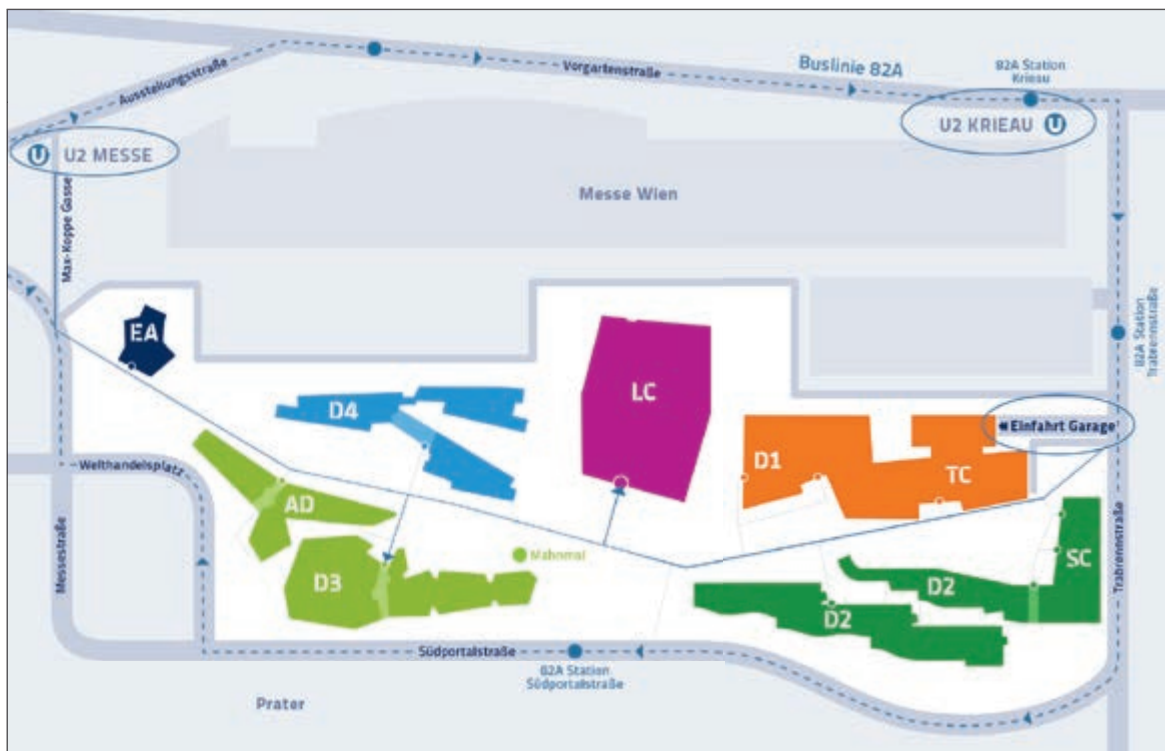 Ausstellungsstraße
Vorgartenstraße
Buslinie 82A
82A Station
Krieau
U2 KRIEAU U
U U2 MESSE
Max-Koppe Gasse
Messe Wien
EA
D4
LC
82A Station
Trabrennstraße
Einfahrt Garage
D1
TC
Welthandelsplatz
AD
Mahnmal
D3
D2
SC
D2
Messestraße
Trabrennstraße
Südportalstraße
82A Station
Südportalstraße
Prater